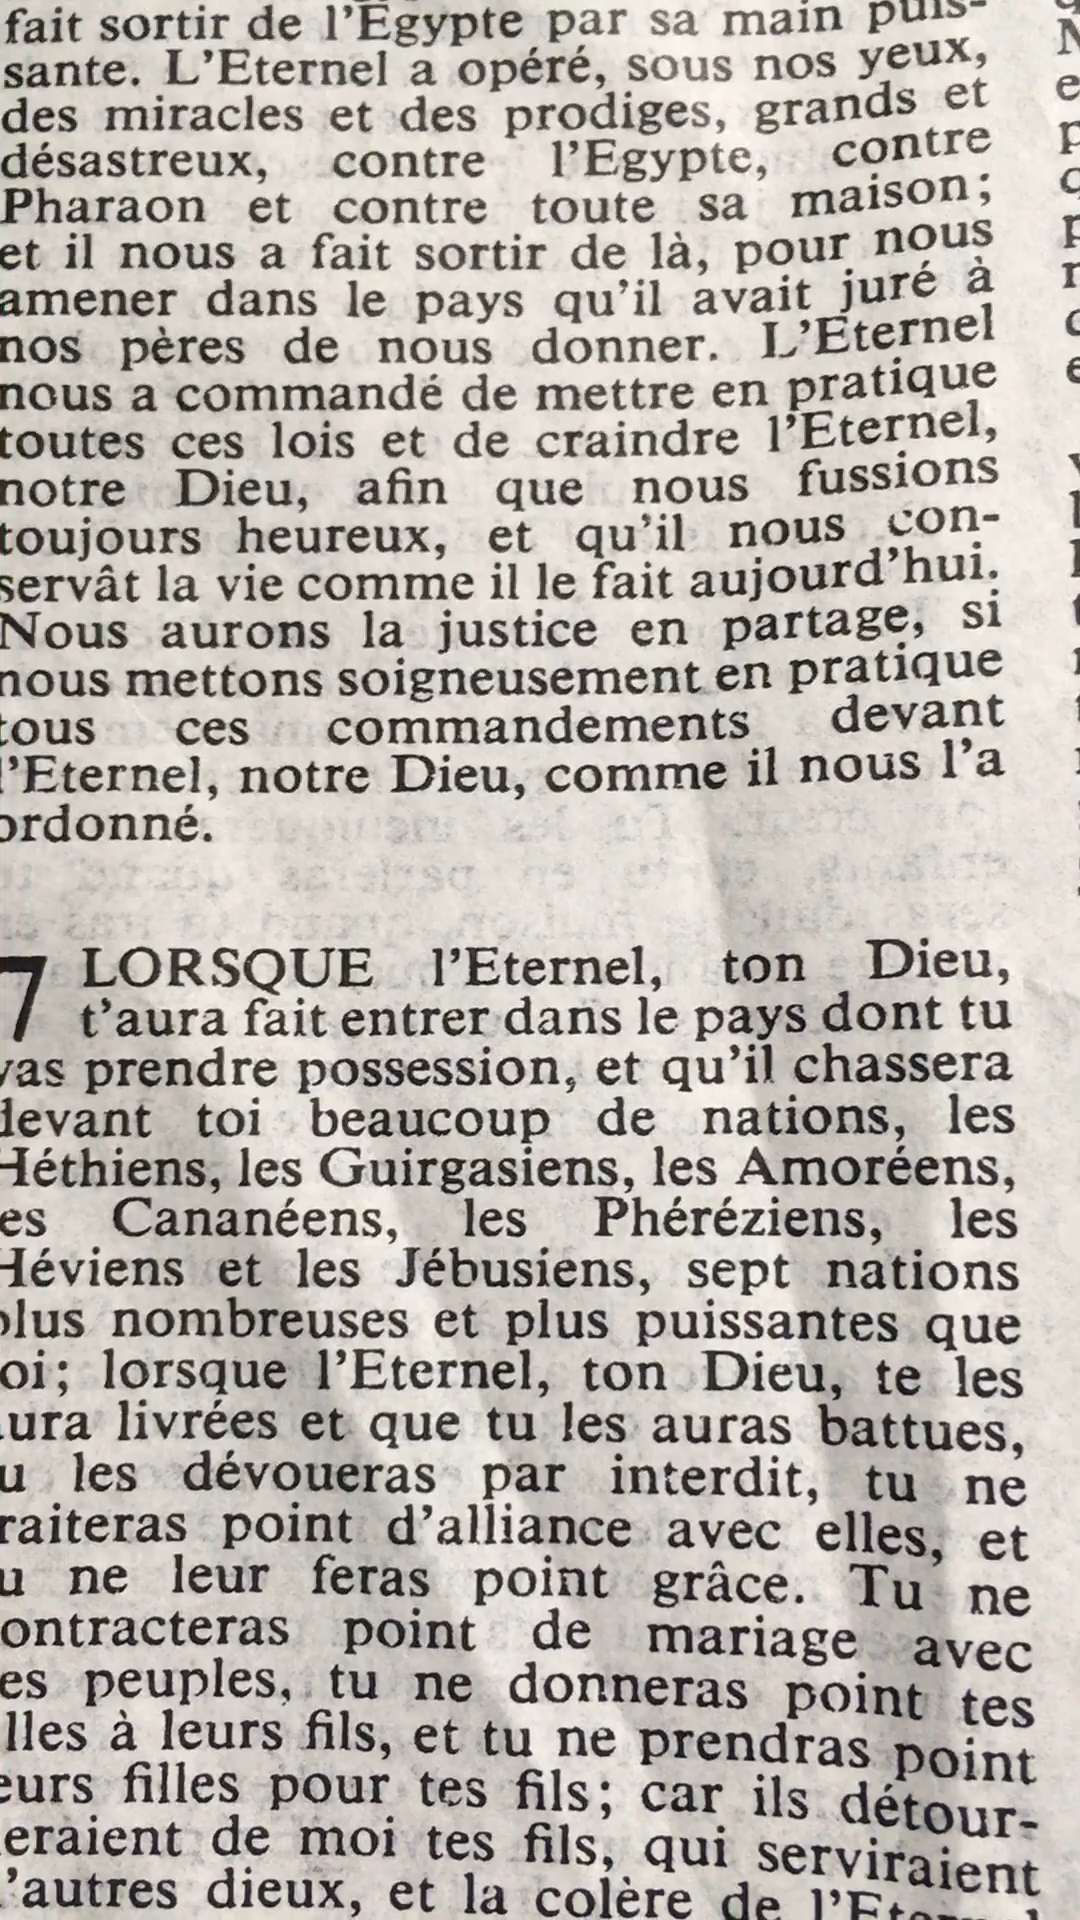 fait sortir de l'Egypte par sa main puis-
sante. L'Eternel a opéré, sous nos yeux,
des miracles et des prodiges, grands et
désastreux, contre l'Egypte, contre
Pharaon et contre toute sa maison;
et il nous a fait sortir de là, pour nous
amener dans le pays qu'il avait juré à
nos pères de nous donner. L'Eternel
nous a commandé de mettre en pratique
toutes ces lois et de craindre l'Eternel,
notre Dieu, afin que nous fussions
toujours heureux, et qu'il nous con-
servât la vie comme il le fait aujourd'hui.
Nous aurons la justice en partage, si
nous mettons soigneusement en pratique
tous ces commandements devant
l'Eternel, notre Dieu, comme il nous l'a
ordonné.
7 LORSQUE l'Eternel, ton Dieu,
t'aura fait entrer dans le pays dont tu
vas prendre possession, et qu'il chassera
devant toi beaucoup de nations, les
Héthiens, les Guirgasiens, les Amoréens,
es Cananéens, les Phéréziens, les
Héviens et les Jébusiens, sept nations
plus nombreuses et plus puissantes que
oi; lorsque l'Eternel, ton Dieu, te les
aura livrées et que tu les auras battues,
u les dévoueras par interdit, tu ne
raiteras point d'alliance avec elles, et
u ne leur feras point grâce. Tu ne
ontracteras point de mariage avec
es peuples, tu ne donneras point tes
lles à leurs fils, et tu ne prendras point
eurs filles pour tes fils; car ils détour-
eraient de moi tes fils, qui serviraient
'autres dieux, et la colère de l'Eternel